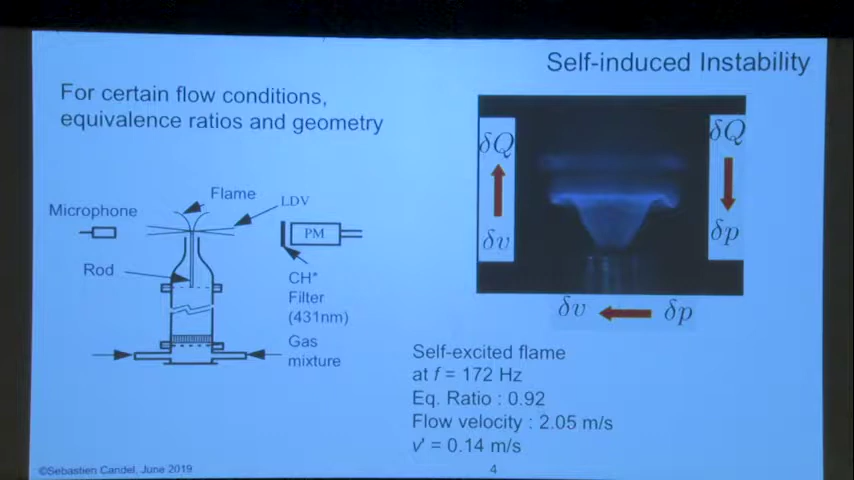 Self-induced Instability
For certain flow conditions,
equivalence ratios and geometry
Flame
LDV
Microphone
PM
Rod
CH*
Filter
(431nm)
Gas
mixture
δQ
δv
δQ
δp
δv
δp
Self-excited flame
at f = 172 Hz
Eq. Ratio : 0.92
Flow velocity : 2.05 m/s
v' = 0.14 m/s
©Sebastien Candel, June 2019
4